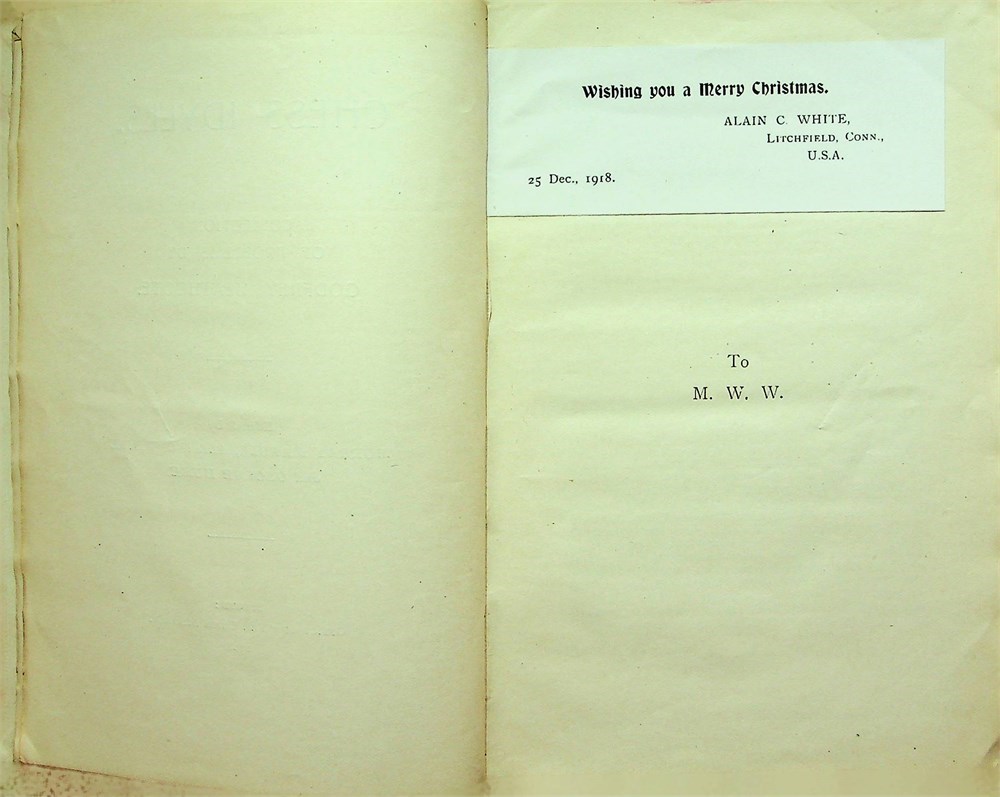 Wishing you a Merry Christmas.
ALAIN C. WHITE,
LITCHFIELD, CONN.,
U.S.A.
25 Dec., 1918.
To
M. W. W.